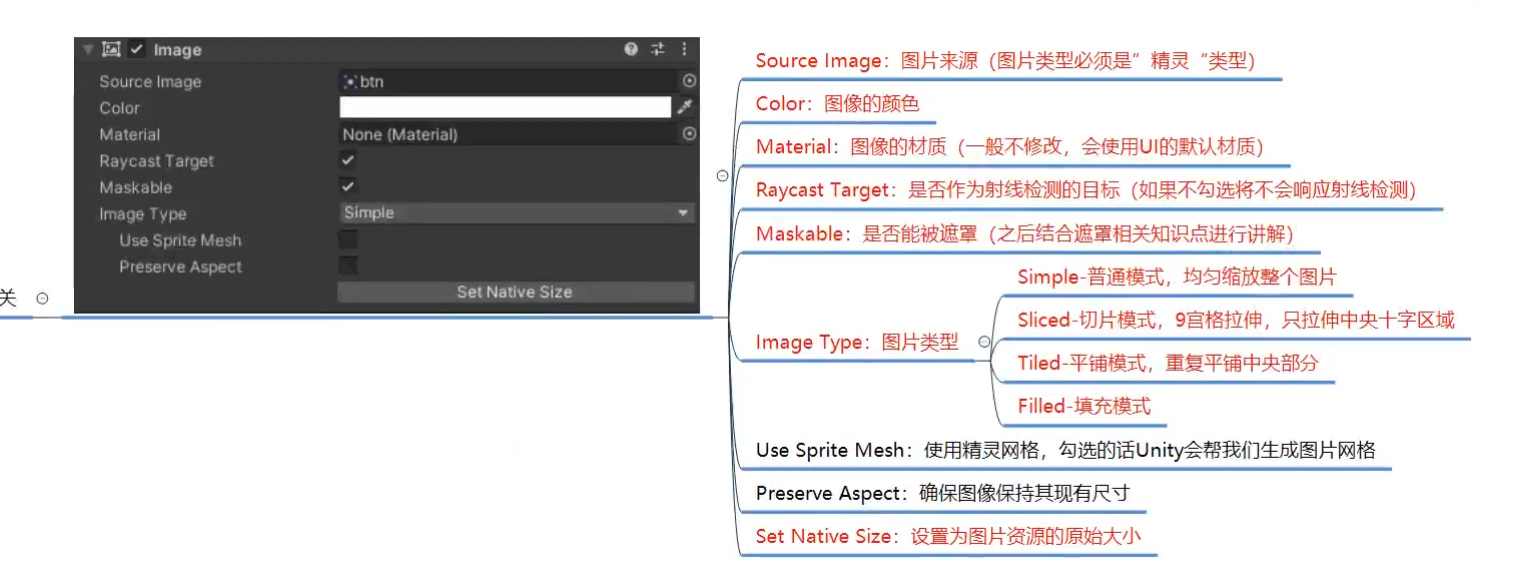 Image
Source Image btn
Color
Material None (Material)
Raycast Target
Maskable
Image Type Simple
Use Sprite Mesh
Preserve Aspect
Set Native Size
关
Source Image：图片来源（图片类型必须是”精灵“类型）
Color：图像的颜色
Material：图像的材质（一般不修改，会使用UI的默认材质）
Raycast Target：是否作为射线检测的目标（如果不勾选将不会响应射线检测）
Maskable：是否能被遮罩（之后结合遮罩相关知识点进行讲解）
Image Type：图片类型
Simple-普通模式，均匀缩放整个图片
Sliced-切片模式，9宫格拉伸，只拉伸中央十字区域
Tiled-平铺模式，重复平铺中央部分
Filled-填充模式
Use Sprite Mesh：使用精灵网格，勾选的话Unity会帮我们生成图片网格
Preserve Aspect：确保图像保持其现有尺寸
Set Native Size：设置为图片资源的原始大小